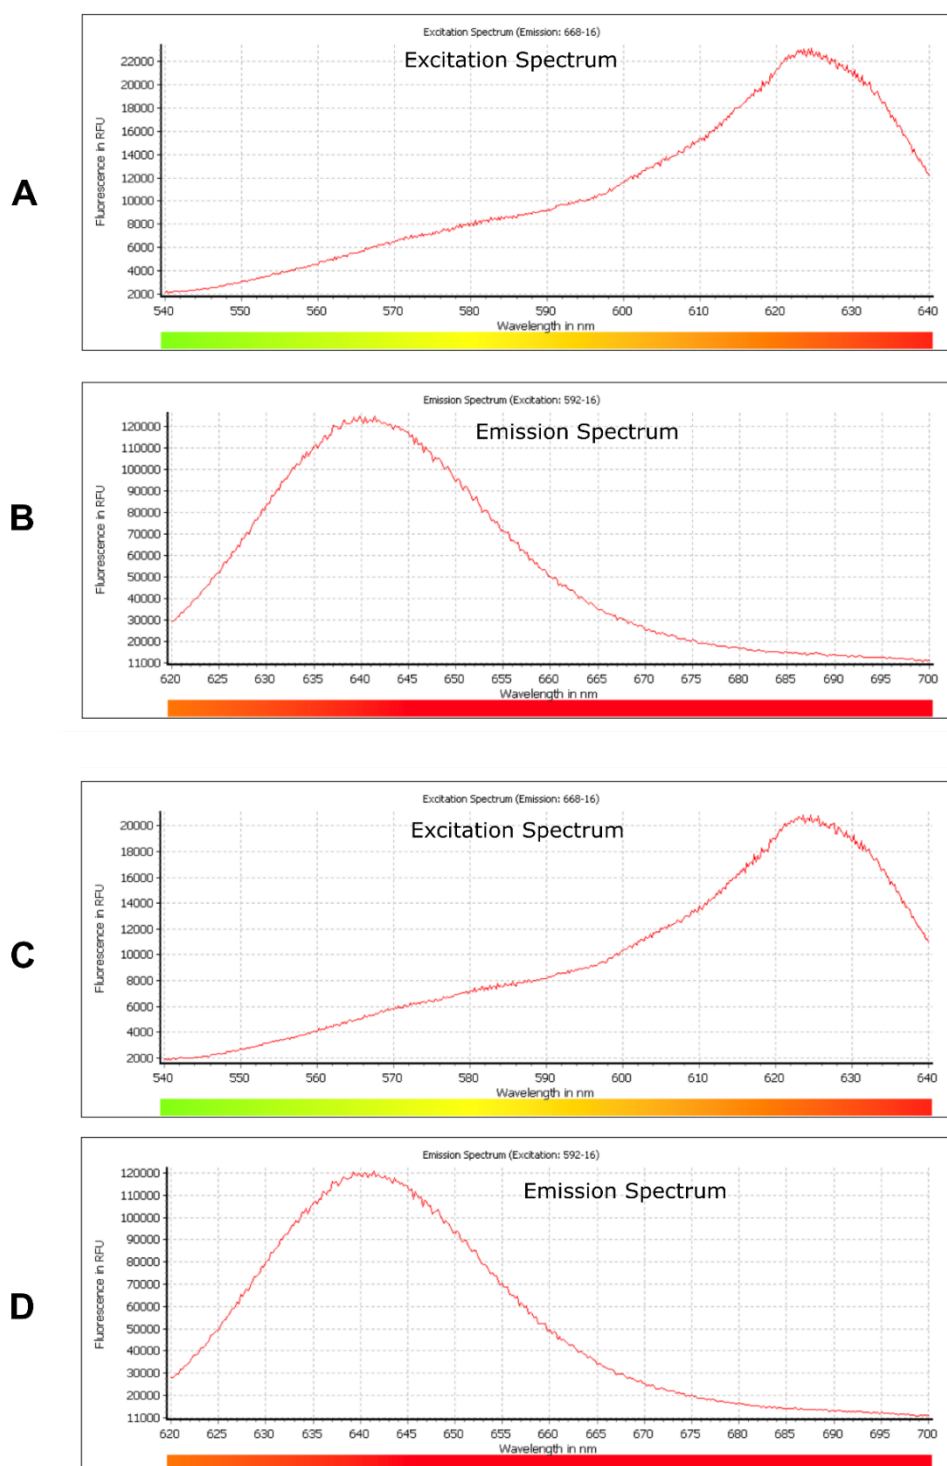 A
Excitation Spectrum (Emission: 668-16)
Excitation Spectrum
Fluorescence in RFU
22000
20000
18000
16000
14000
12000
10000
8000
6000
4000
2000
540 550 560 570 580 590 600 610 620 630 640
Wavelength in nm
B
Emission Spectrum (Excitation: 592-16)
Emission Spectrum
Fluorescence in RFU
120000
110000
100000
90000
80000
70000
60000
50000
40000
30000
20000
11000
620 625 630 635 640 645 650 655 660 665 670 675 680 685 690 695 700
Wavelength in nm
C
Excitation Spectrum (Emission: 668-16)
Excitation Spectrum
Fluorescence in RFU
20000
18000
16000
14000
12000
10000
8000
6000
4000
2000
540 550 560 570 580 590 600 610 620 630 640
Wavelength in nm
D
Emission Spectrum (Excitation: 592-16)
Emission Spectrum
Fluorescence in RFU
120000
110000
100000
90000
80000
70000
60000
50000
40000
30000
20000
11000
620 625 630 635 640 645 650 655 660 665 670 675 680 685 690 695 700
Wavelength in nm